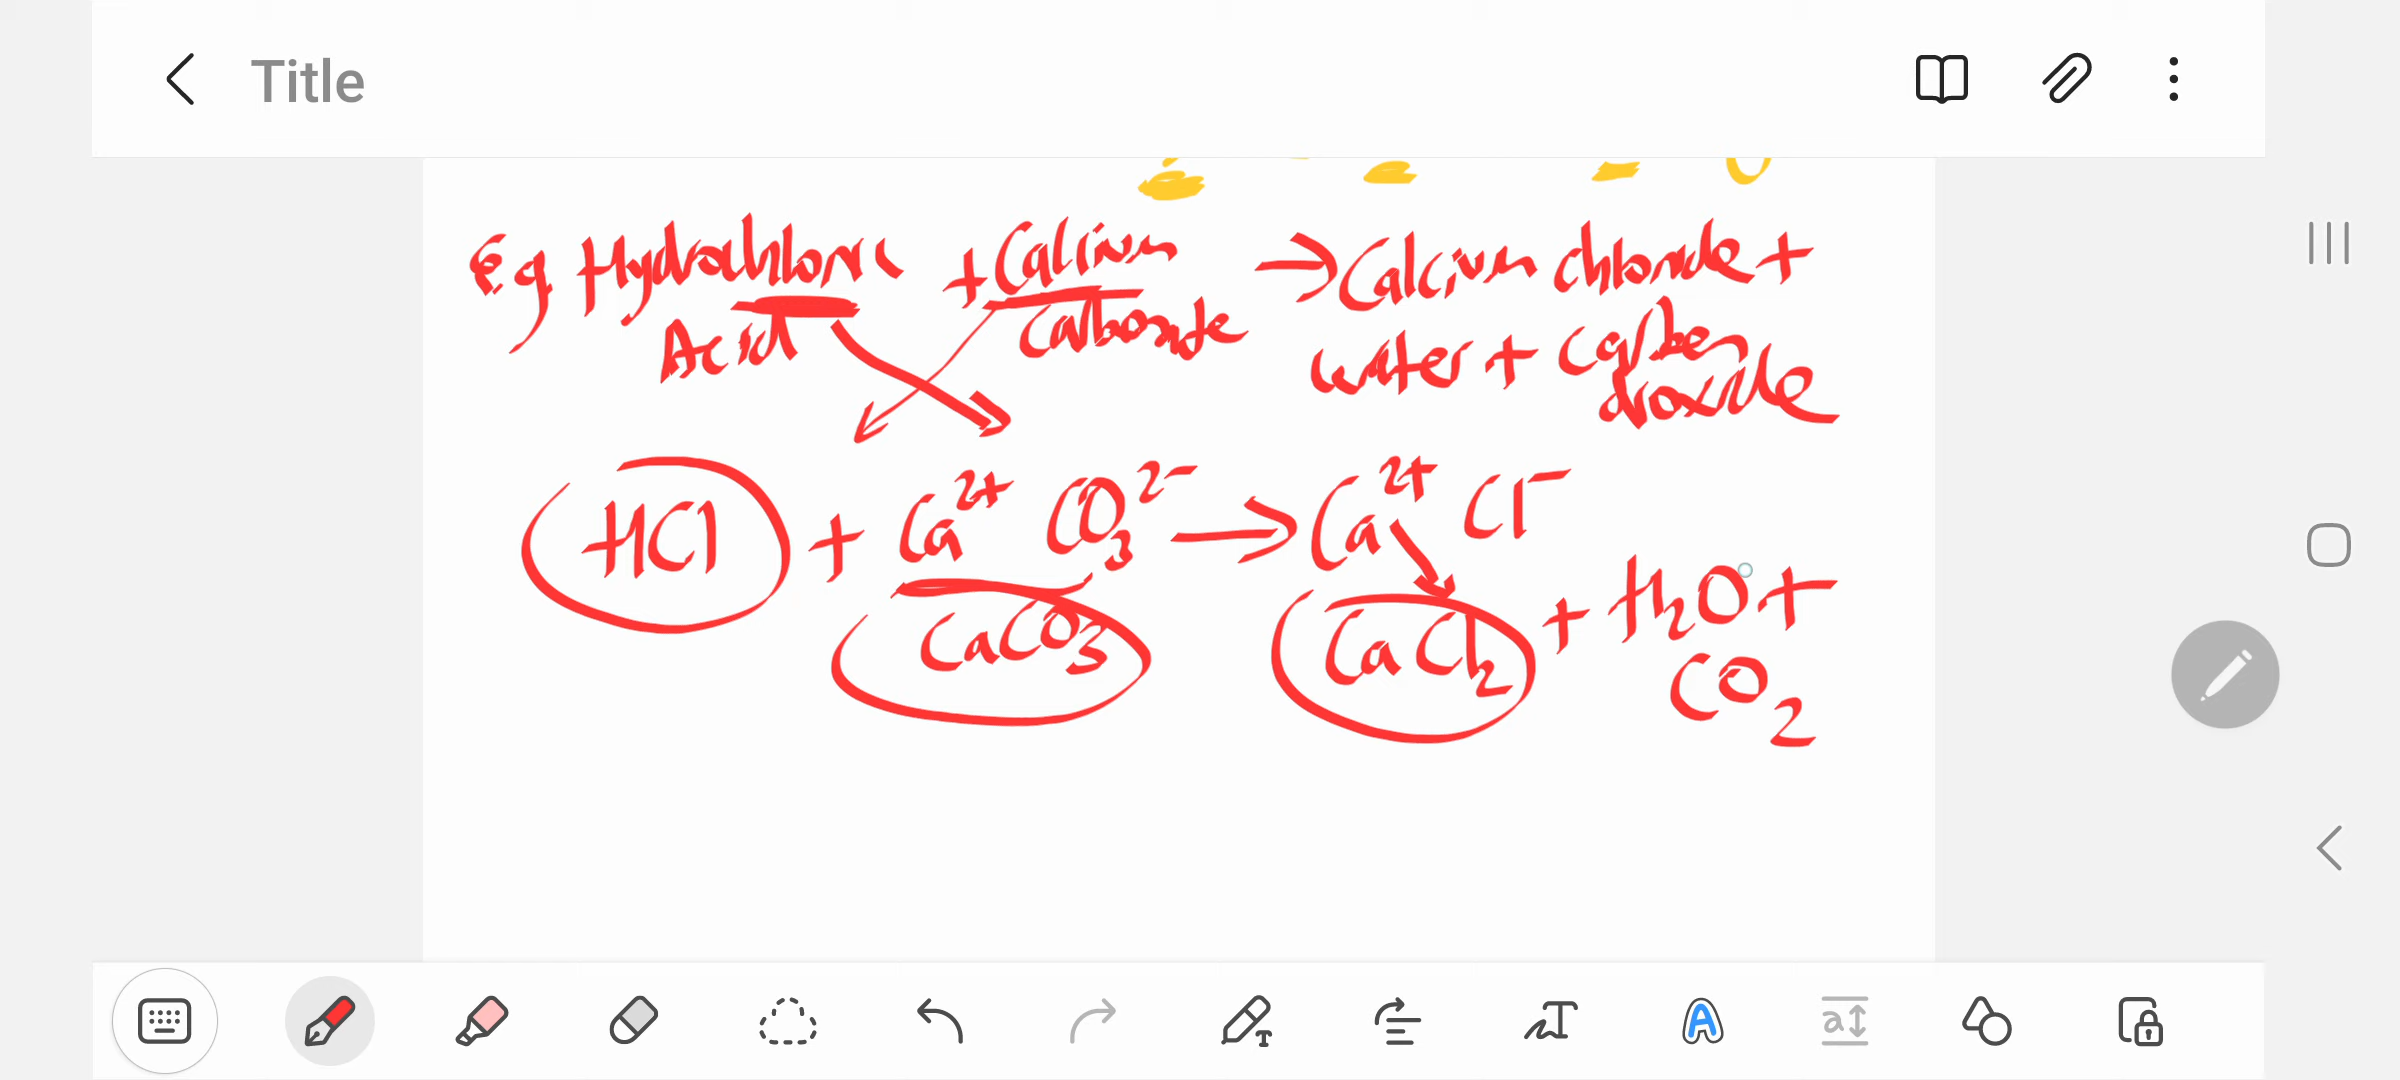 Title
Eg Hydrochloric + Calcium → Calcium chloride +
Acid Carbonate water + carbon
dioxide
HCl + Ca²⁺ CO₃²⁻ → Ca²⁺ Cl⁻
CaCO₃ CaCl₂ + H₂O +
CO₂